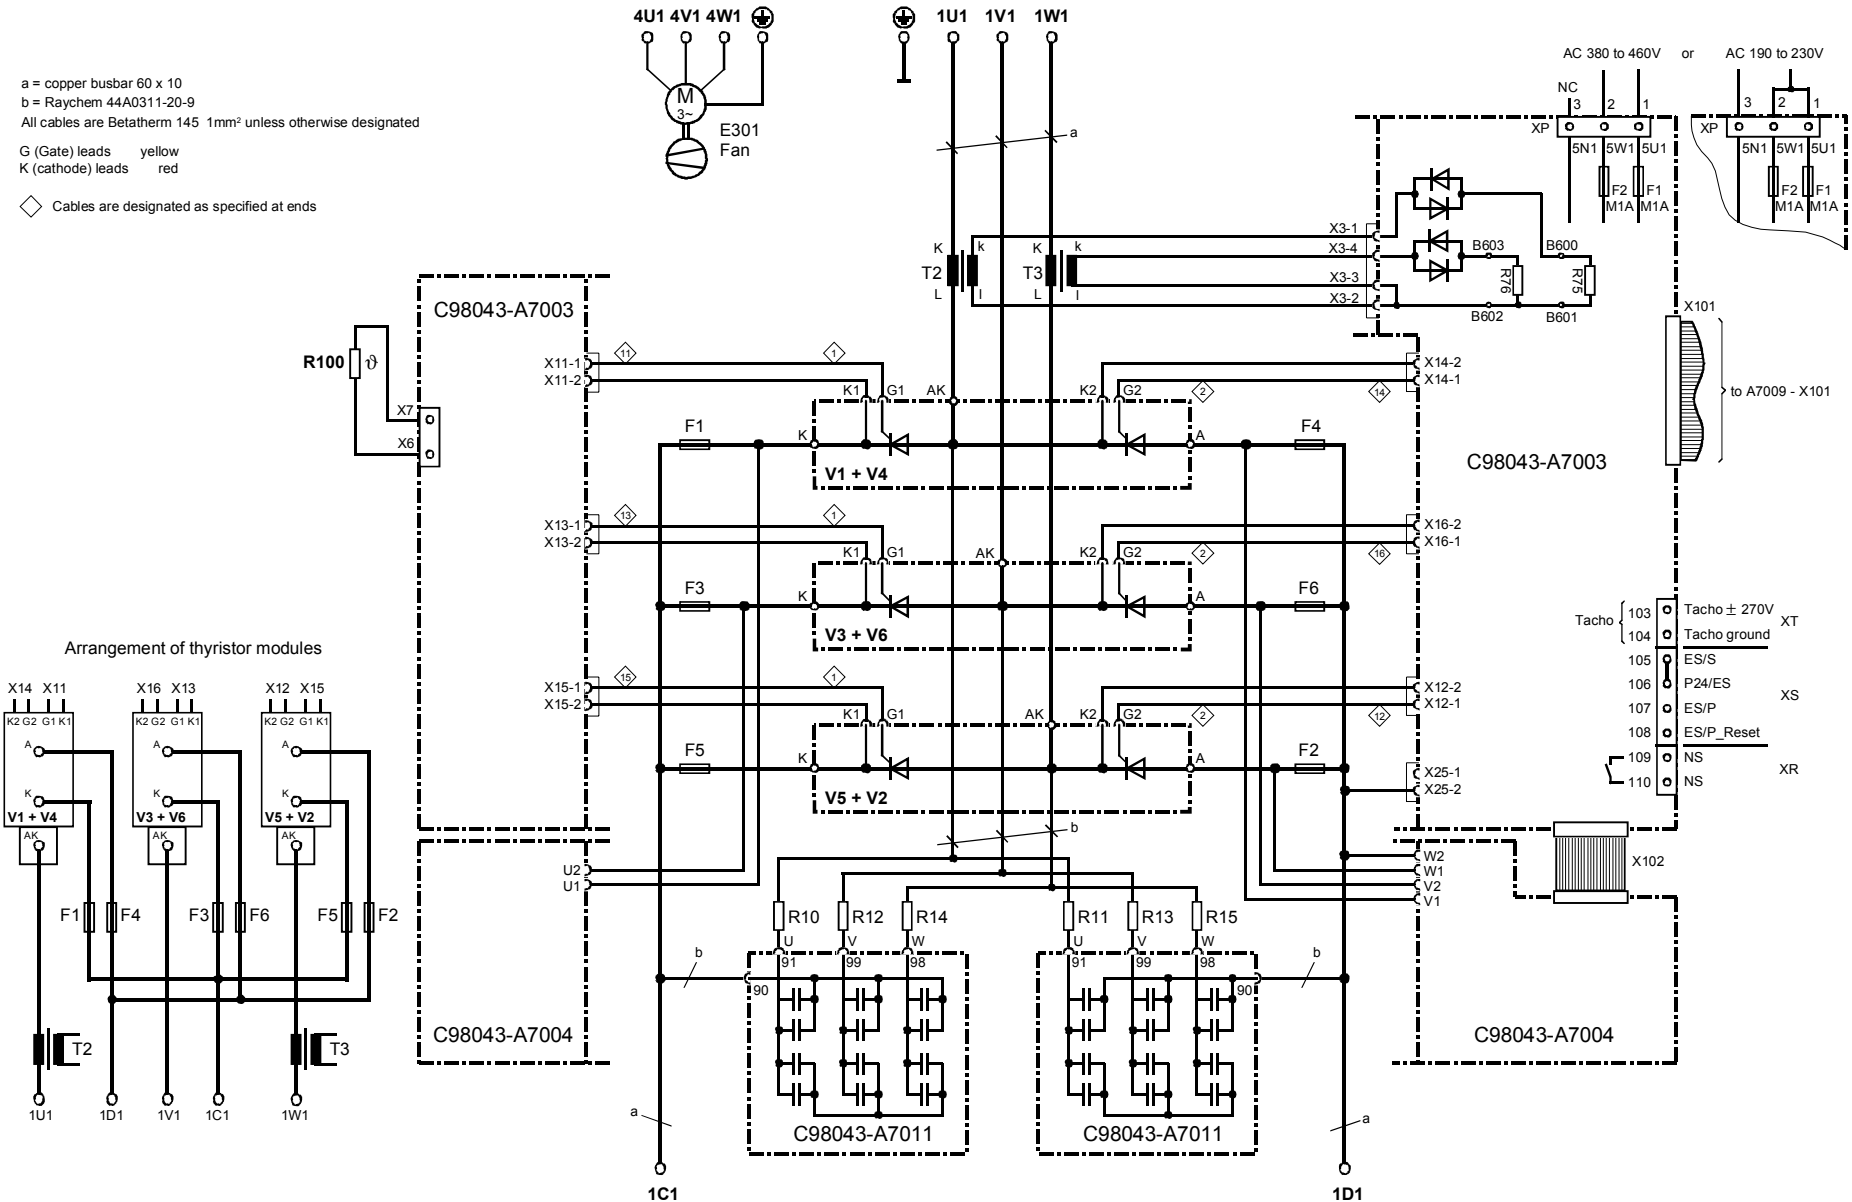 4U1 4V1 4W1
1U1 1V1 1W1
AC 380 to 460V or AC 190 to 230V
a = copper busbar 60 x 10
b = Raychem 44A0311-20-9
All cables are Betatherm 145 1mm² unless otherwise designated
G (Gate) leads yellow
K (cathode) leads red
Cables are designated as specified at ends
M
3~
E301
Fan
a
NC
3 2 1
XP
5N1 5W1 5U1
F2 F1
M1A M1A
3 2 1
XP
5N1 5W1 5U1
F2 F1
M1A M1A
X3-1
X3-4
X3-3
X3-2
B603 B600
R76 R75
B602 B601
K k
T2
L l
K k
T3
L l
X101
to A7009 - X101
C98043-A7003
R100 ϑ
X7
X6
X11-1
X11-2
11 1
K1 G1 AK K2 G2
2 14
X14-2
X14-1
F1 K A F4
V1 + V4
C98043-A7003
X13-1
X13-2
13 1
K1 G1 AK K2 G2
2 16
X16-2
X16-1
F3 K A F6
V3 + V6
X15-1
X15-2
15 1
K1 G1 AK K2 G2
2 12
X12-2
X12-1
F5 K A F2
V5 + V2
X25-1
X25-2
Tacho
103 Tacho ± 270V
104 Tacho ground
XT
105 ES/S
106 P24/ES
107 ES/P
108 ES/P_Reset
XS
109 NS
110 NS
XR
Arrangement of thyristor modules
X14 X11 X16 X13 X12 X15
K2 G2 G1 K1 K2 G2 G1 K1 K2 G2 G1 K1
A A A
K K K
V1 + V4 V3 + V6 V5 + V2
AK AK AK
F1 F4 F3 F6 F5 F2
T2 T3
1U1 1D1 1V1 1C1 1W1
U2
U1
b
W2
W1
V2
V1
X102
R10 R12 R14 R11 R13 R15
U V W U V W
91 99 98 91 99 98
b b
90 90
C98043-A7004
C98043-A7004
a a
C98043-A7011 C98043-A7011
1C1 1D1